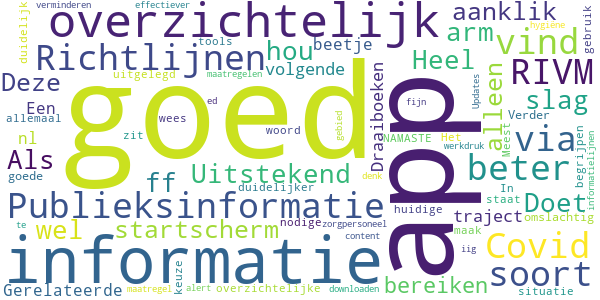 verminderen
effectiever
duidelijk
overzichtelijk
aanklik
gebruik
hygiene
tools
Richtlijnen
hou
beetje
arm
vind
Heel
volgende
RIVM
Deze
uitgelegd
maatregelen
goed
app
Draaiboeken
alleen
Updates
slag
Een
ed
fijn
allemaal
wees
woord
gebied
NAMASTE
Het
Verder
via
nl
zit
werkdruk
Meest
begrijpen
informatielijnen
Als
ff
Uitstekend
beter
goede
duidelijker
denk
In
staat
Doet
Publieksinformatie
huidige
traject
omslachtig
te
wel
startscherm
nodige
zorgpersoneel
maak
Covid
informatie
content
iig
soort
keuze
Gerelateerde
maatregel
alert
overzichtelijke
downloaden
bereiken
situatie